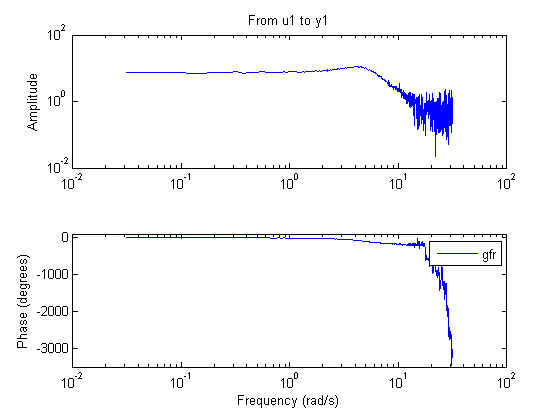 From u1 to y1
Amplitude
10^2
10^0
10^-2
10^-2 10^-1 10^0 10^1 10^2
Phase (degrees)
0
-1000
-2000
-3000
gfr
10^-2 10^-1 10^0 10^1 10^2
Frequency (rad/s)